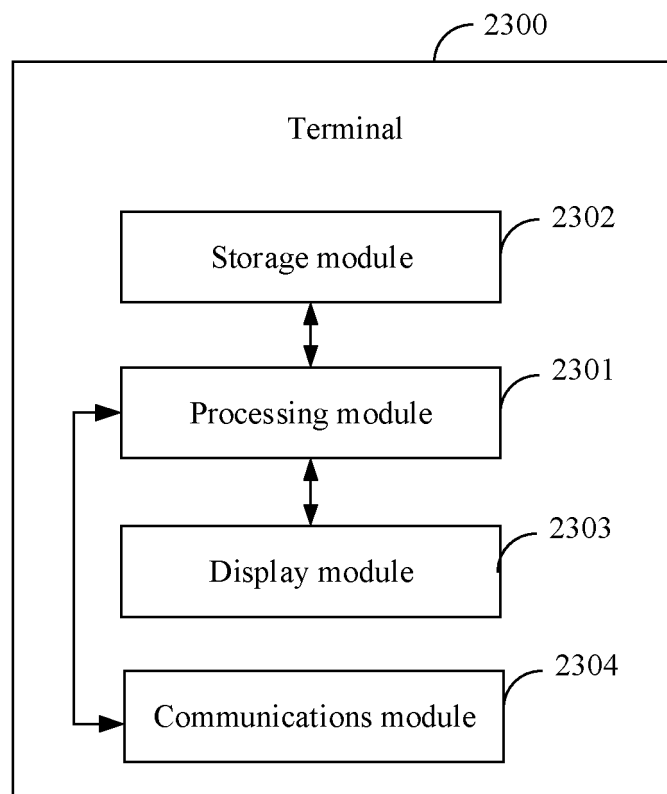 2300
Terminal
2302
Storage module
2301
Processing module
2303
Display module
2304
Communications module